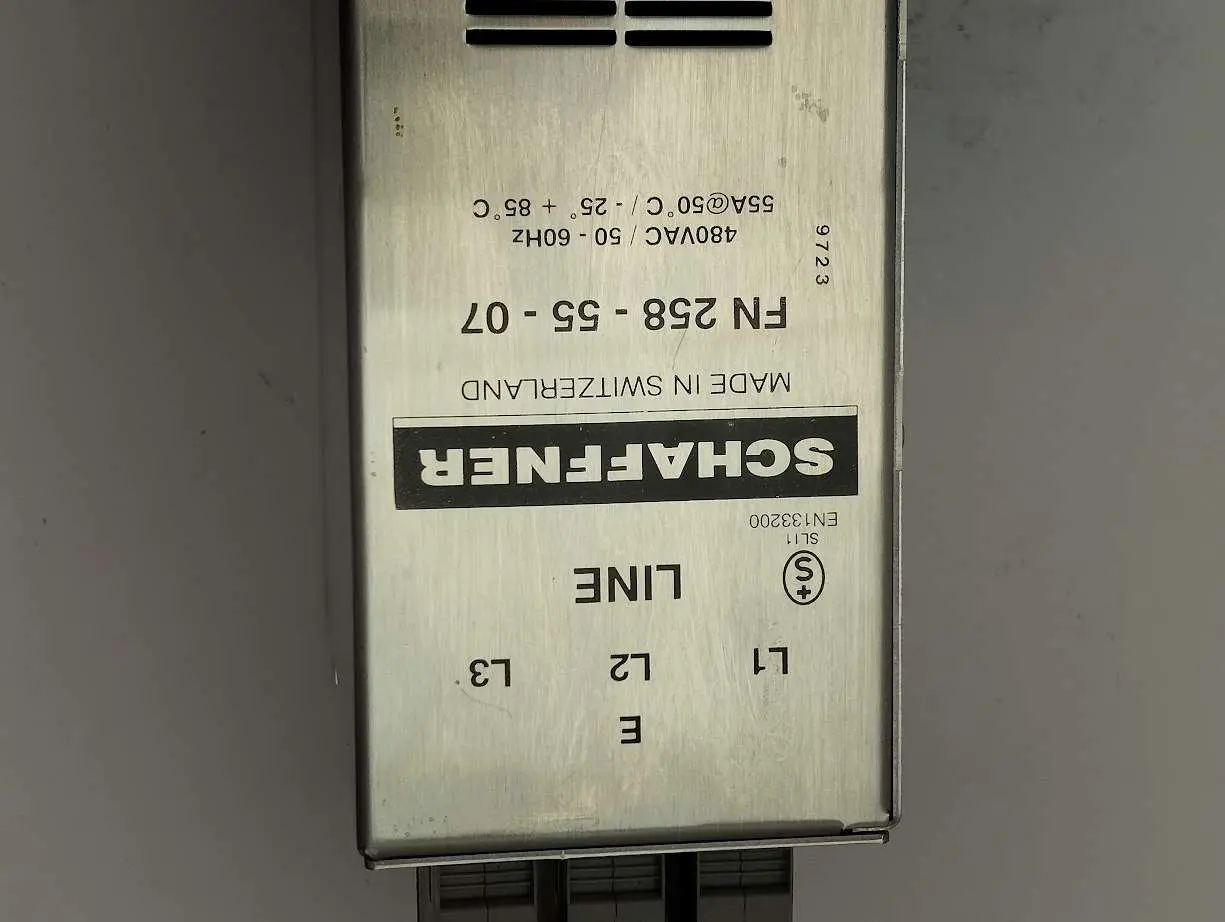 E
L1 L2 L3
LINE
+S
SL11
EN133200
SCHAFFNER
MADE IN SWITZERLAND
FN 258 - 55 - 07
480VAC / 50 - 60Hz
55A@50°C / - 25° + 85°C
9723